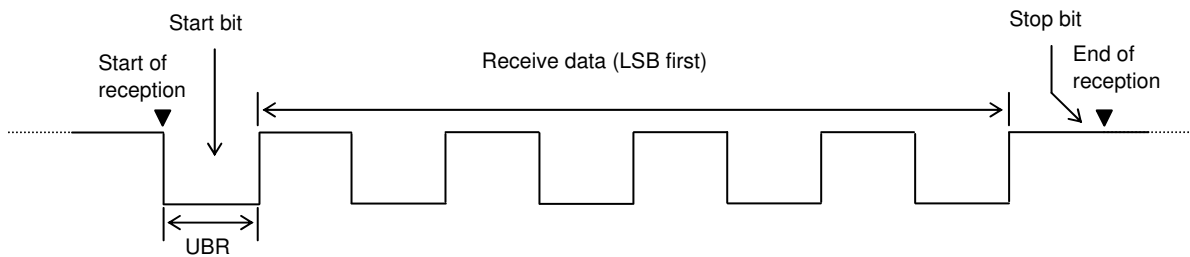 Start bit
Stop bit
Start of
reception
Receive data (LSB first)
End of
reception
UBR